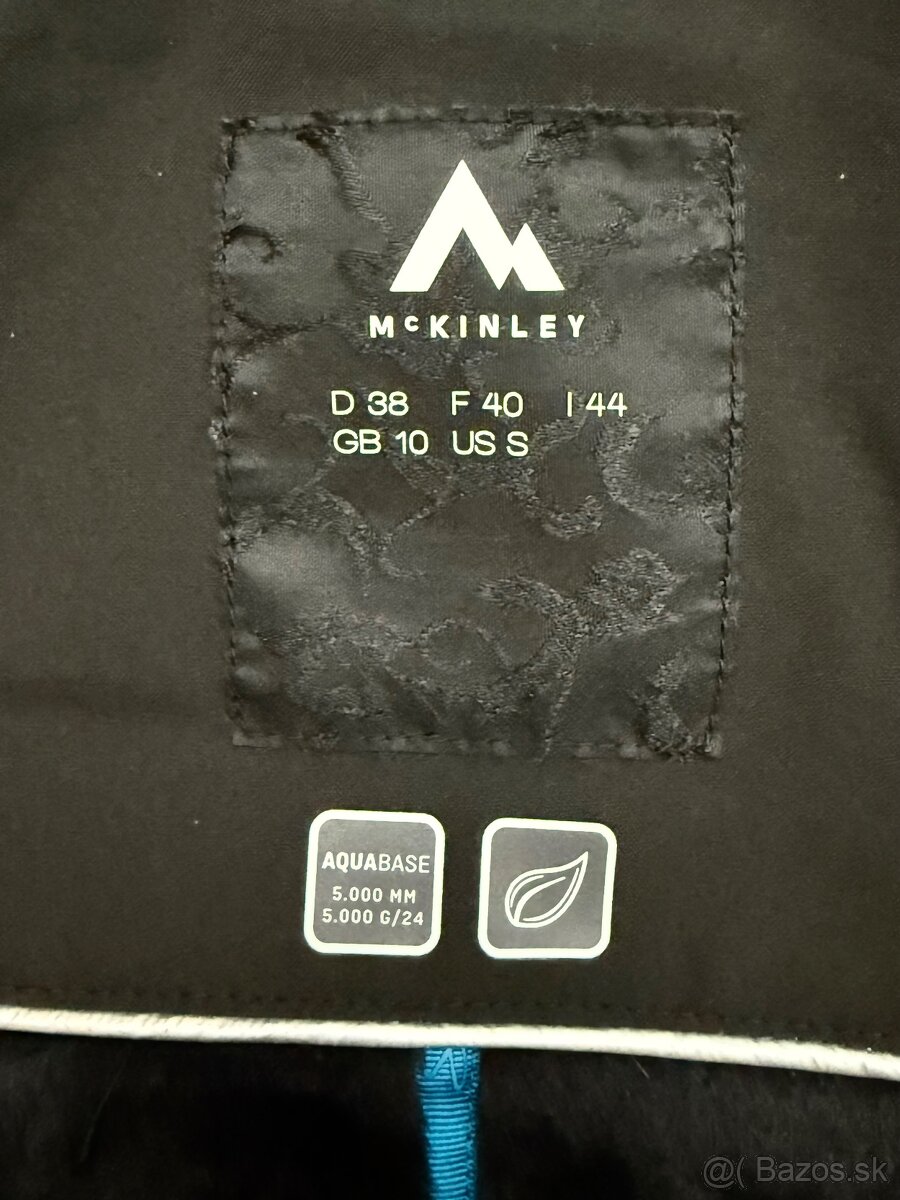 McKINLEY
D 38 F 40 I 44
GB 10 US S
AQUABASE
5.000 MM
5.000 G/24
@( Bazos.sk